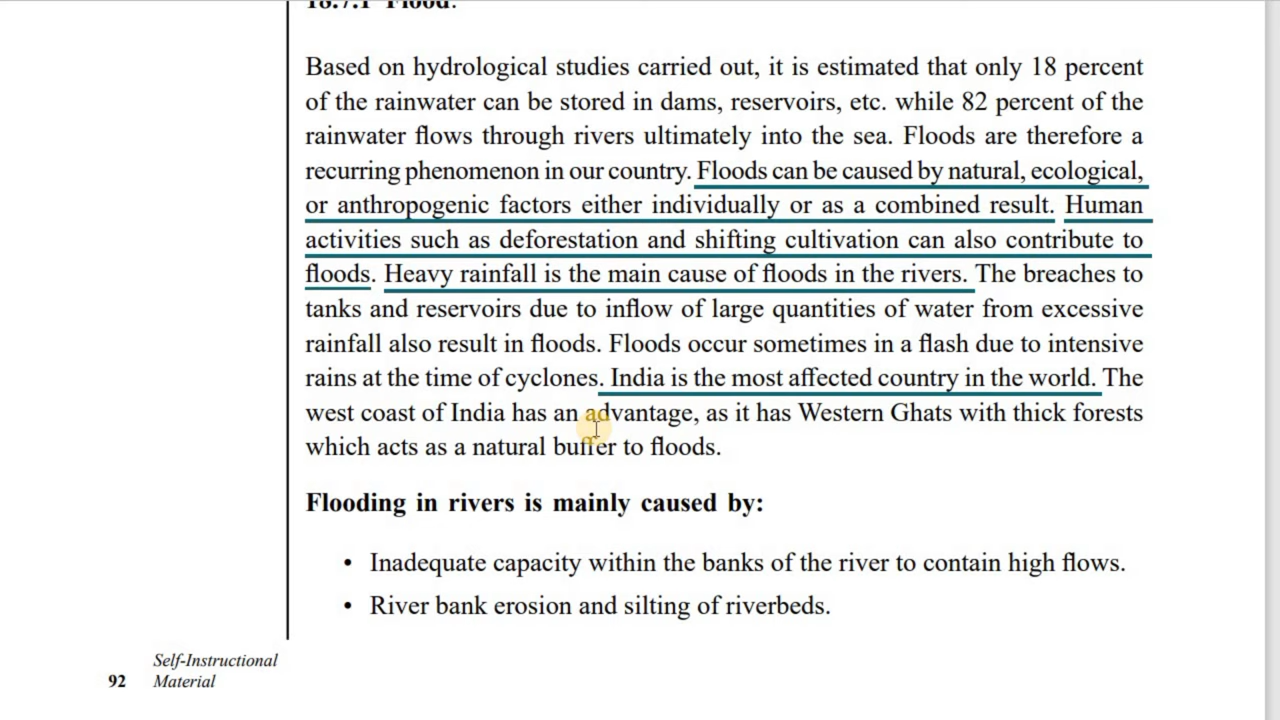 18.7.1 Flood:
Based on hydrological studies carried out, it is estimated that only 18 percent
of the rainwater can be stored in dams, reservoirs, etc. while 82 percent of the
rainwater flows through rivers ultimately into the sea. Floods are therefore a
recurring phenomenon in our country. Floods can be caused by natural, ecological,
or anthropogenic factors either individually or as a combined result. Human
activities such as deforestation and shifting cultivation can also contribute to
floods. Heavy rainfall is the main cause of floods in the rivers. The breaches to
tanks and reservoirs due to inflow of large quantities of water from excessive
rainfall also result in floods. Floods occur sometimes in a flash due to intensive
rains at the time of cyclones. India is the most affected country in the world. The
west coast of India has an advantage, as it has Western Ghats with thick forests
which acts as a natural buffer to floods.
Flooding in rivers is mainly caused by:
• Inadequate capacity within the banks of the river to contain high flows.
• River bank erosion and silting of riverbeds.
Self-Instructional
92 Material